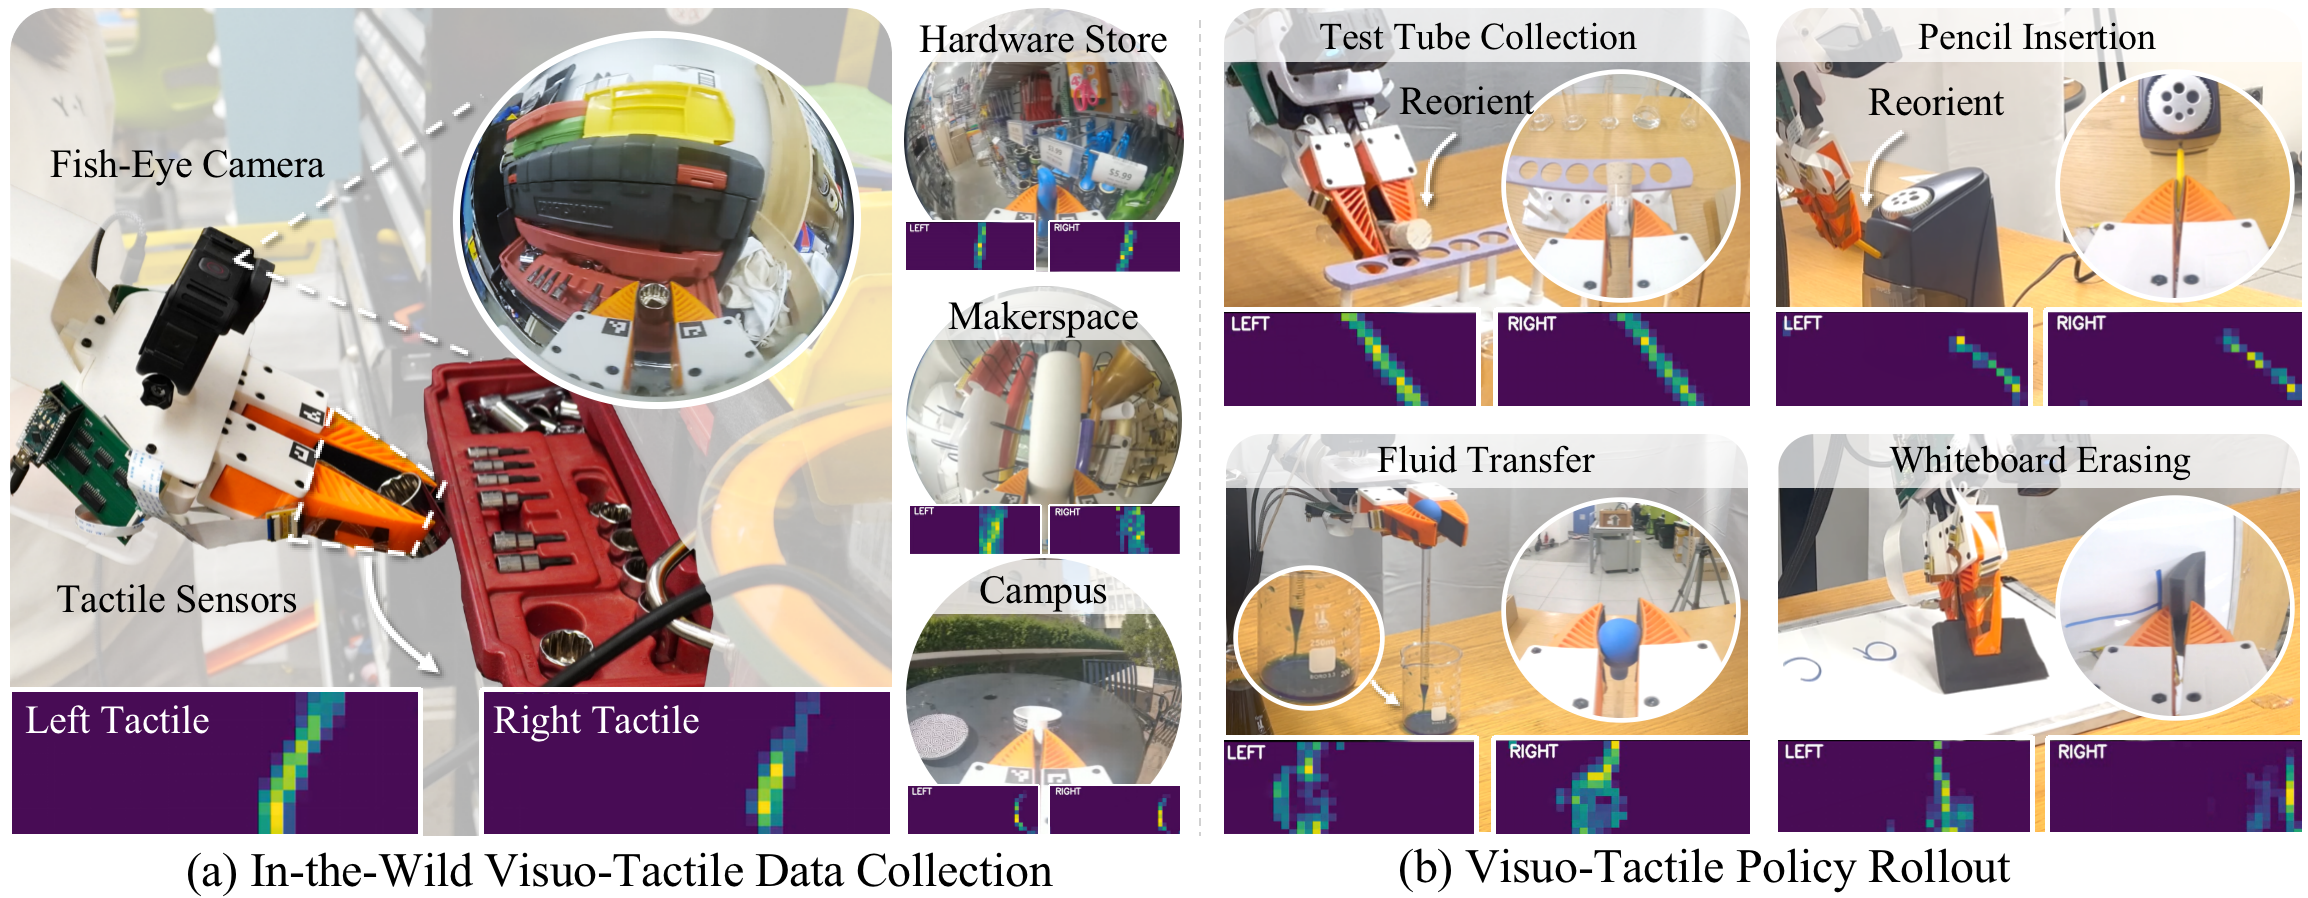 Fish-Eye Camera
Tactile Sensors
Left Tactile
Right Tactile
Hardware Store
$5.99
LEFT
RIGHT
Makerspace
LEFT
RIGHT
Campus
LEFT
RIGHT
(a) In-the-Wild Visuo-Tactile Data Collection
Test Tube Collection
Reorient
LEFT
RIGHT
Pencil Insertion
Reorient
LEFT
RIGHT
Fluid Transfer
LEFT
RIGHT
Whiteboard Erasing
LEFT
RIGHT
(b) Visuo-Tactile Policy Rollout